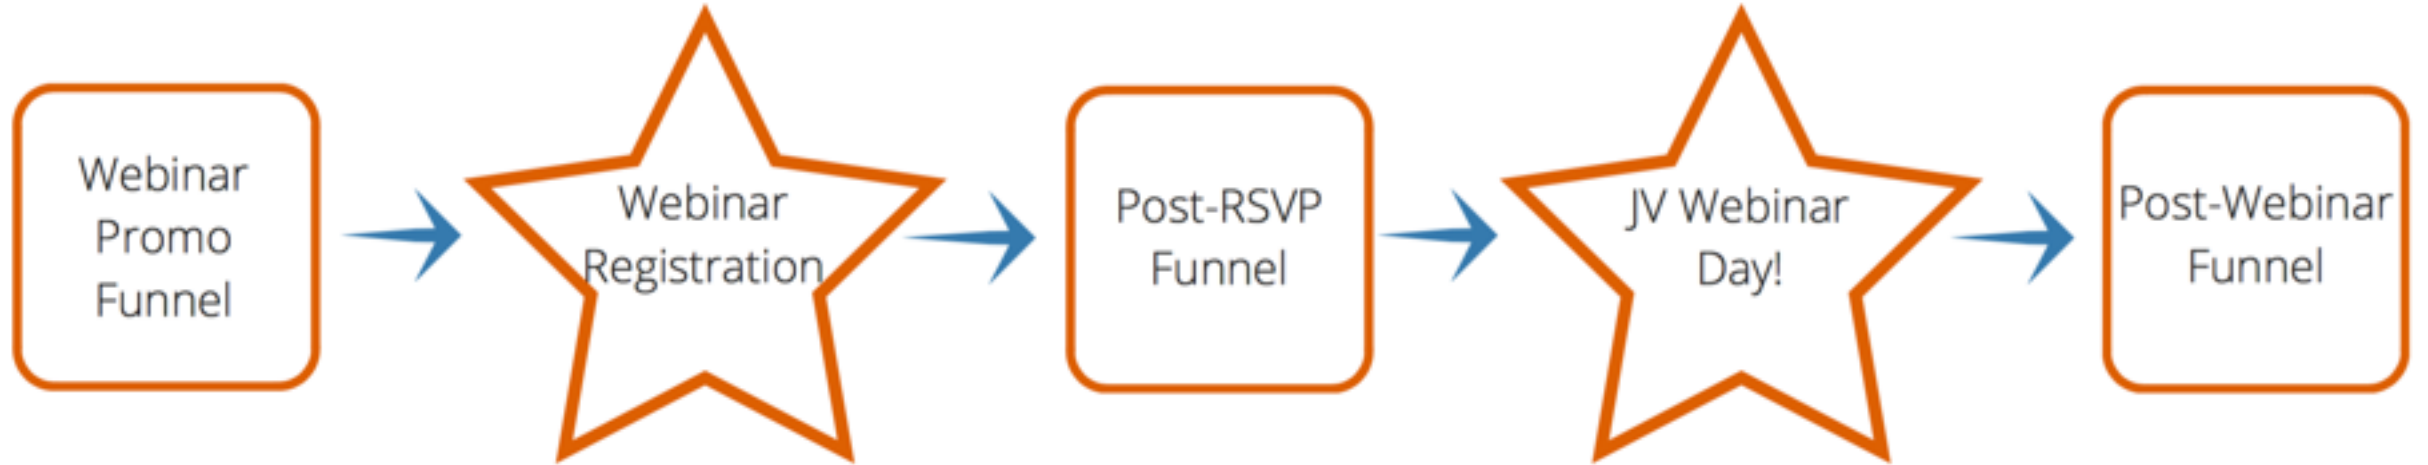 Webinar
Promo
Funnel
Webinar
Registration
Post-RSVP
Funnel
JV Webinar
Day!
Post-Webinar
Funnel